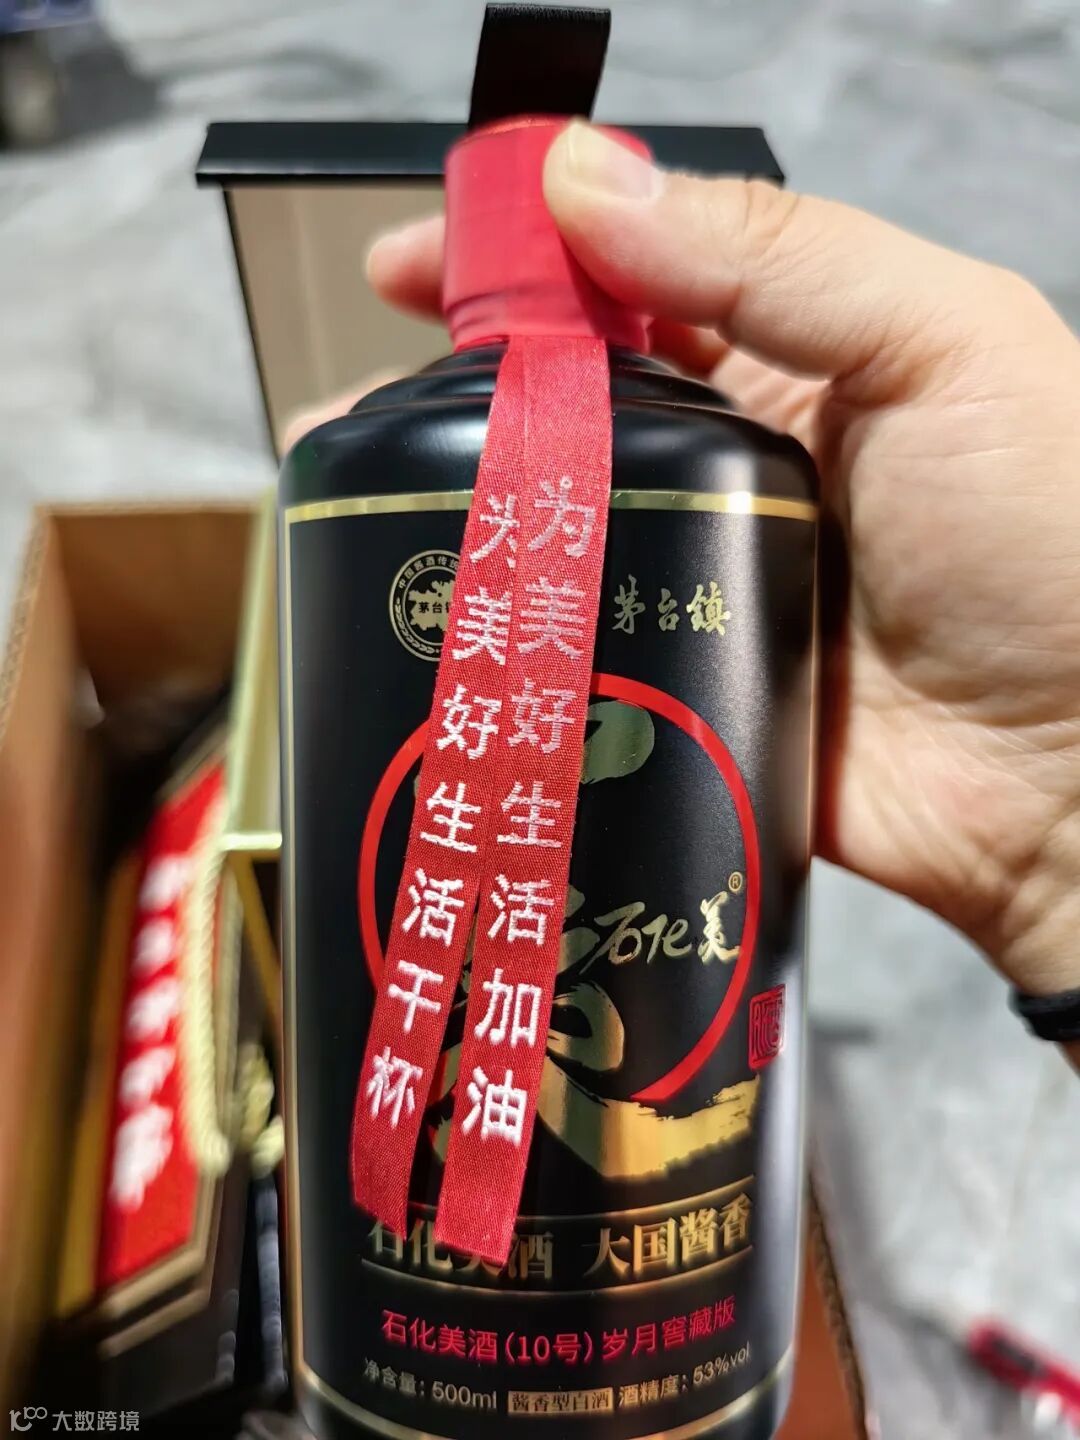 为美好生活干杯
为美好生活加油
茅台镇
石化美®
石化美酒 大国酱香
石化美酒(10号)岁月窖藏版
净含量:500ml 酱香型白酒 酒精度:53%vol
大数跨境